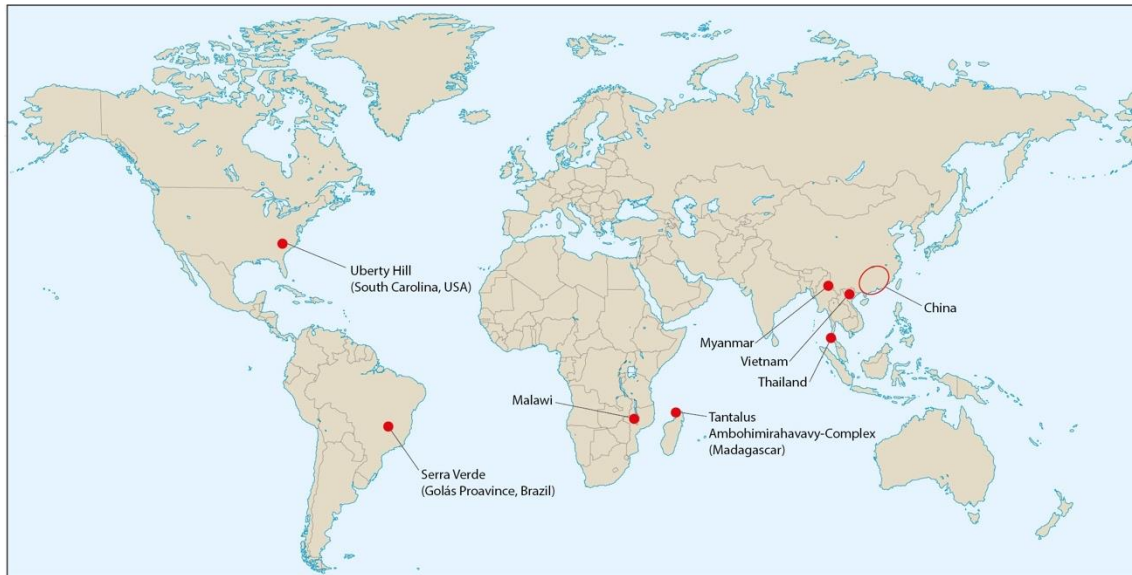 Uberty Hill
(South Carolina, USA)
China
Myanmar
Vietnam
Thailand
Malawi
Tantalus
Ambohimirahavavy-Complex
(Madagascar)
Serra Verde
(Golás Proavince, Brazil)